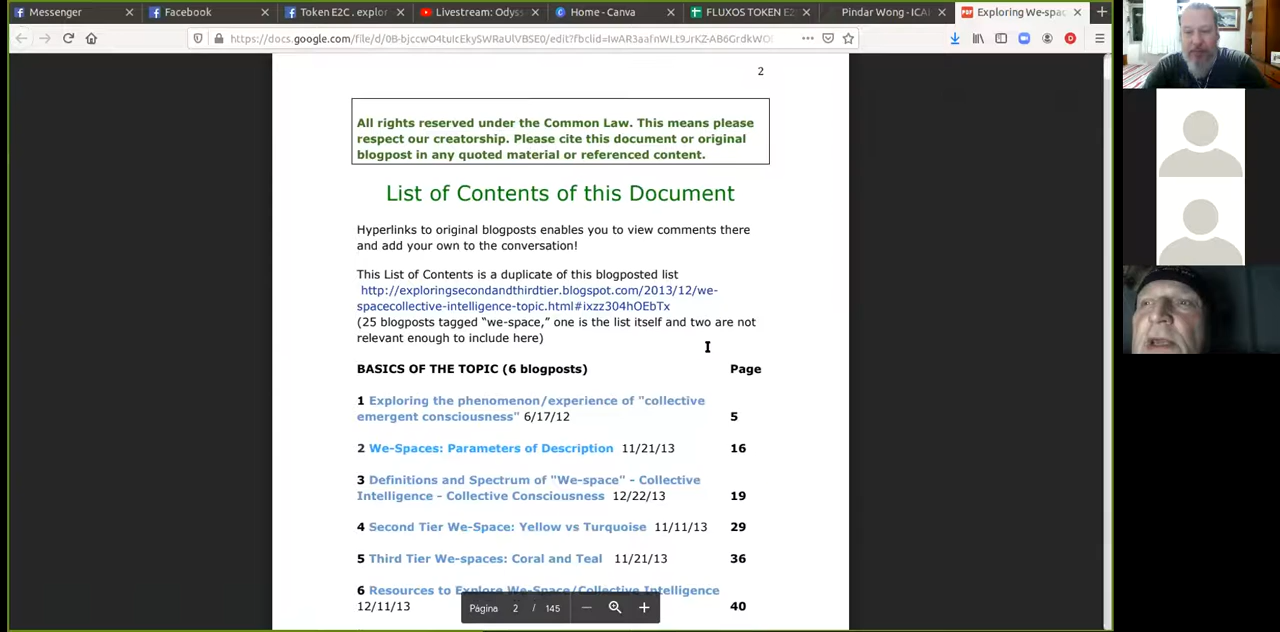 Messenger
Facebook
Token E2C . explor
Livestream: Odys
Home - Canva
FLUXOS TOKEN E2
Pindar Wong - ICA
Exploring We-spac
https://docs.google.com/file/d/
2
All rights reserved under the Common Law. This means please
respect our creatorship. Please cite this document or original
blogpost in any quoted material or referenced content.
List of Contents of this Document
Hyperlinks to original blogposts enables you to view comments there
and add your own to the conversation!
This List of Contents is a duplicate of this blogposted list
http://exploringsecondandthirdtier.blogspot.com/2013/12/we-
spacecollective-intelligence-topic.html#ixzz304hOEbTx
(25 blogposts tagged “we-space,” one is the list itself and two are not
relevant enough to include here)
BASICS OF THE TOPIC (6 blogposts) Page
1 Exploring the phenomenon/experience of "collective
emergent consciousness" 6/17/12 5
2 We-Spaces: Parameters of Description 11/21/13 16
3 Definitions and Spectrum of "We-space" - Collective
Intelligence - Collective Consciousness 12/22/13 19
4 Second Tier We-Space: Yellow vs Turquoise 11/11/13 29
5 Third Tier We-spaces: Coral and Teal 11/21/13 36
6 Resources to Explore We-Space/Collective Intelligence
12/11/13 40
Página 2 / 145